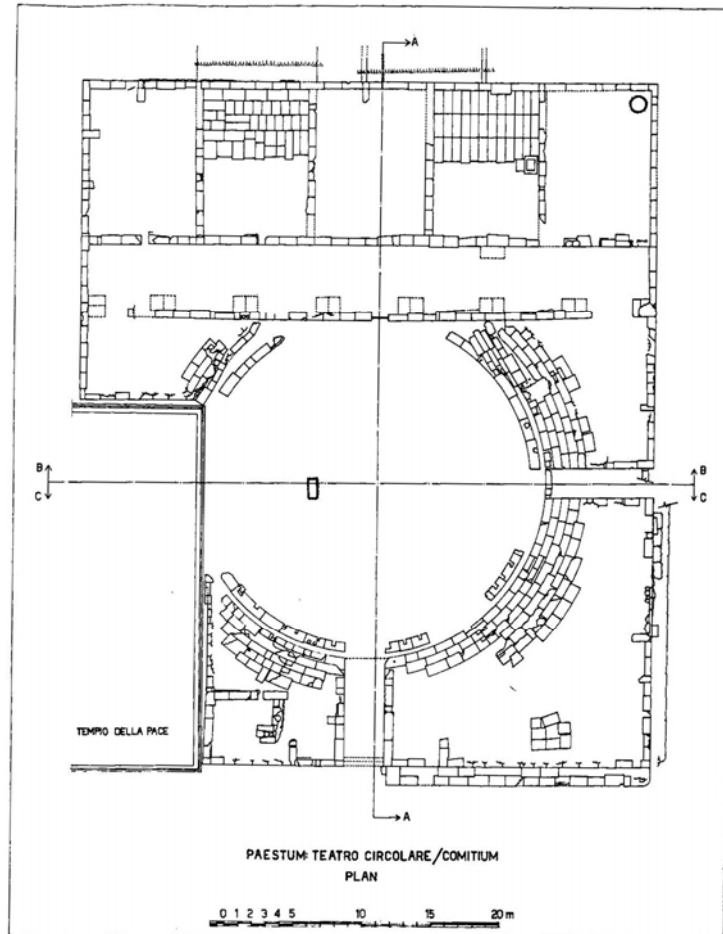 A
B
C
B
C
TEMPIO DELLA PACE
A
PAESTUM: TEATRO CIRCOLARE/COMITIUM
PLAN
0 1 2 3 4 5 10 15 20 m